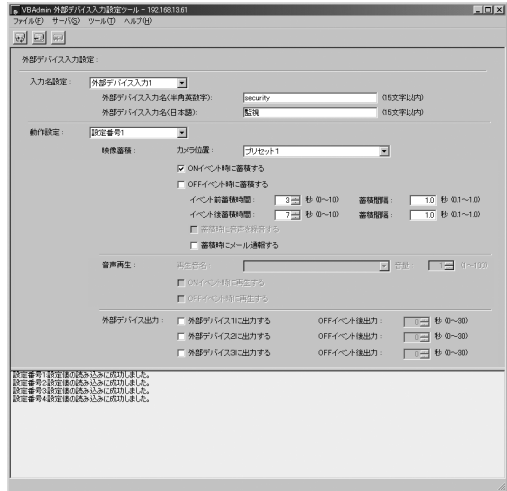 VBAdmin 外部デバイス入力設定ツール - 192.168.13.61
ファイル(F) サーバ(S) ツール(T) ヘルプ(H)
外部デバイス入力設定:
入力名設定: 外部デバイス入力1
外部デバイス入力名(半角英数字): security (15文字以内)
外部デバイス入力名(日本語): 監視 (15文字以内)
動作設定: 設定番号1
映像蓄積: カメラ位置: プリセット1
ONイベント時に蓄積する
OFFイベント時に蓄積する
イベント前蓄積時間: 3 秒 (0〜10) 蓄積間隔: 1.0 秒 (0.1〜1.0)
イベント後蓄積時間: 7 秒 (0〜10) 蓄積間隔: 1.0 秒 (0.1〜1.0)
蓄積時に音声を録音する
蓄積時にメール通報する
音声再生: 再生音名: 音量: 1 (1〜100)
ONイベント時に再生する
OFFイベント時に再生する
外部デバイス出力: 外部デバイス1に出力する OFFイベント後出力: 0 秒 (0〜30)
外部デバイス2に出力する OFFイベント後出力: 0 秒 (0〜30)
外部デバイス3に出力する OFFイベント後出力: 0 秒 (0〜30)
設定番号1設定値の読み込みに成功しました。
設定番号2設定値の読み込みに成功しました。
設定番号3設定値の読み込みに成功しました。
設定番号4設定値の読み込みに成功しました。